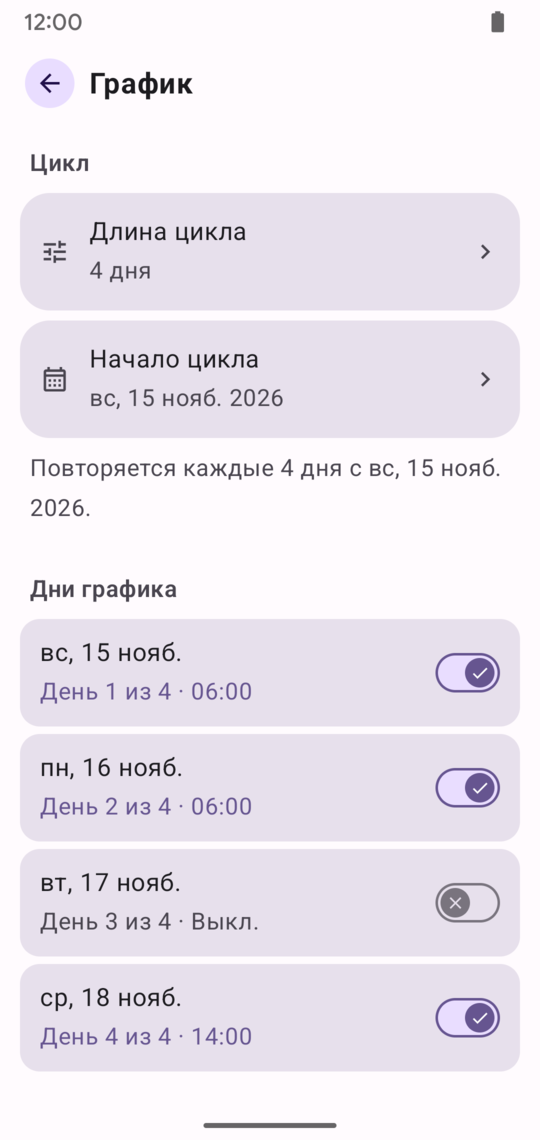 12:00
График
Цикл
Длина цикла
4 дня
Начало цикла
вс, 15 нояб. 2026
Повторяется каждые 4 дня с вс, 15 нояб.
2026.
Дни графика
вс, 15 нояб.
День 1 из 4 · 06:00
пн, 16 нояб.
День 2 из 4 · 06:00
вт, 17 нояб.
День 3 из 4 · Выкл.
ср, 18 нояб.
День 4 из 4 · 14:00